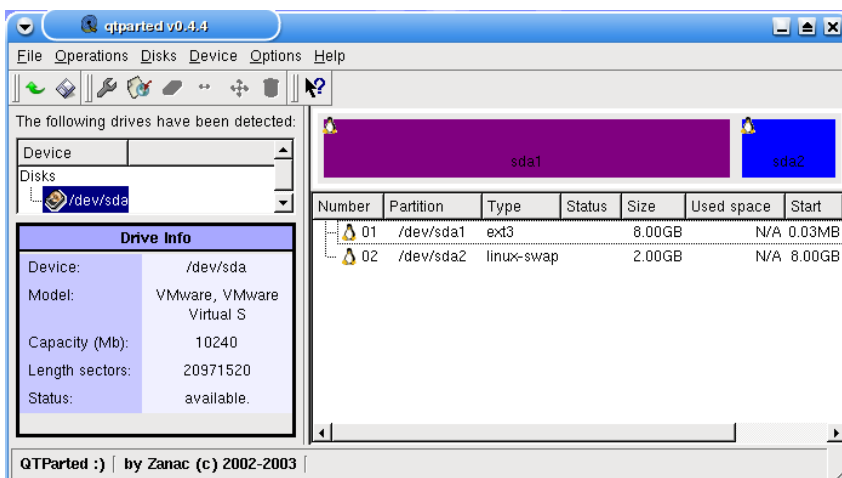 qtparted v0.4.4
File Operations Disks Device Options Help
The following drives have been detected:
Device
Disks
/dev/sda
Drive Info
Device: /dev/sda
Model: VMware, VMware Virtual S
Capacity (Mb): 10240
Length sectors: 20971520
Status: available.
sda1 sda2
Number Partition Type Status Size Used space Start
01 /dev/sda1 ext3 8.00GB N/A 0.03MB
02 /dev/sda2 linux-swap 2.00GB N/A 8.00GB
QTParted :) by Zanac (c) 2002-2003